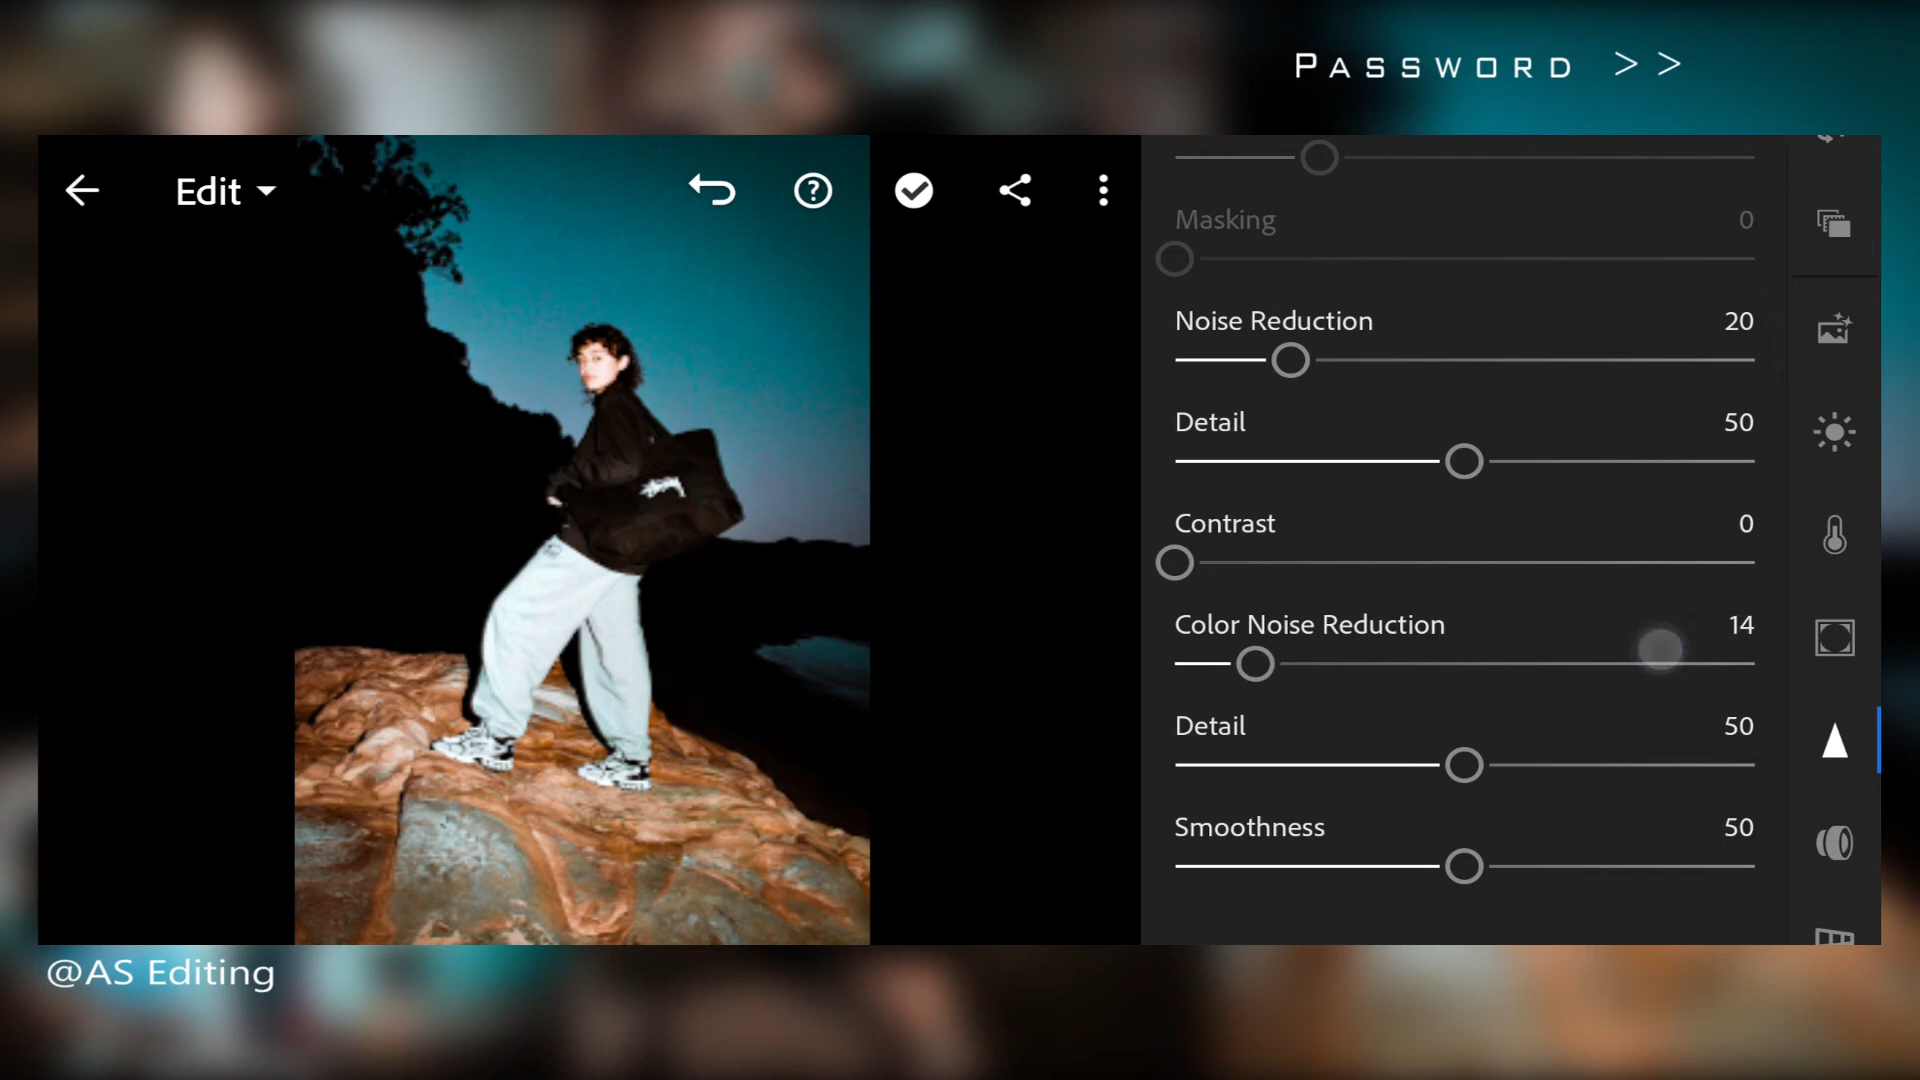 PASSWORD >>
Edit
Masking 0
Noise Reduction 20
Detail 50
Contrast 0
Color Noise Reduction 14
Detail 50
Smoothness 50
@AS Editing